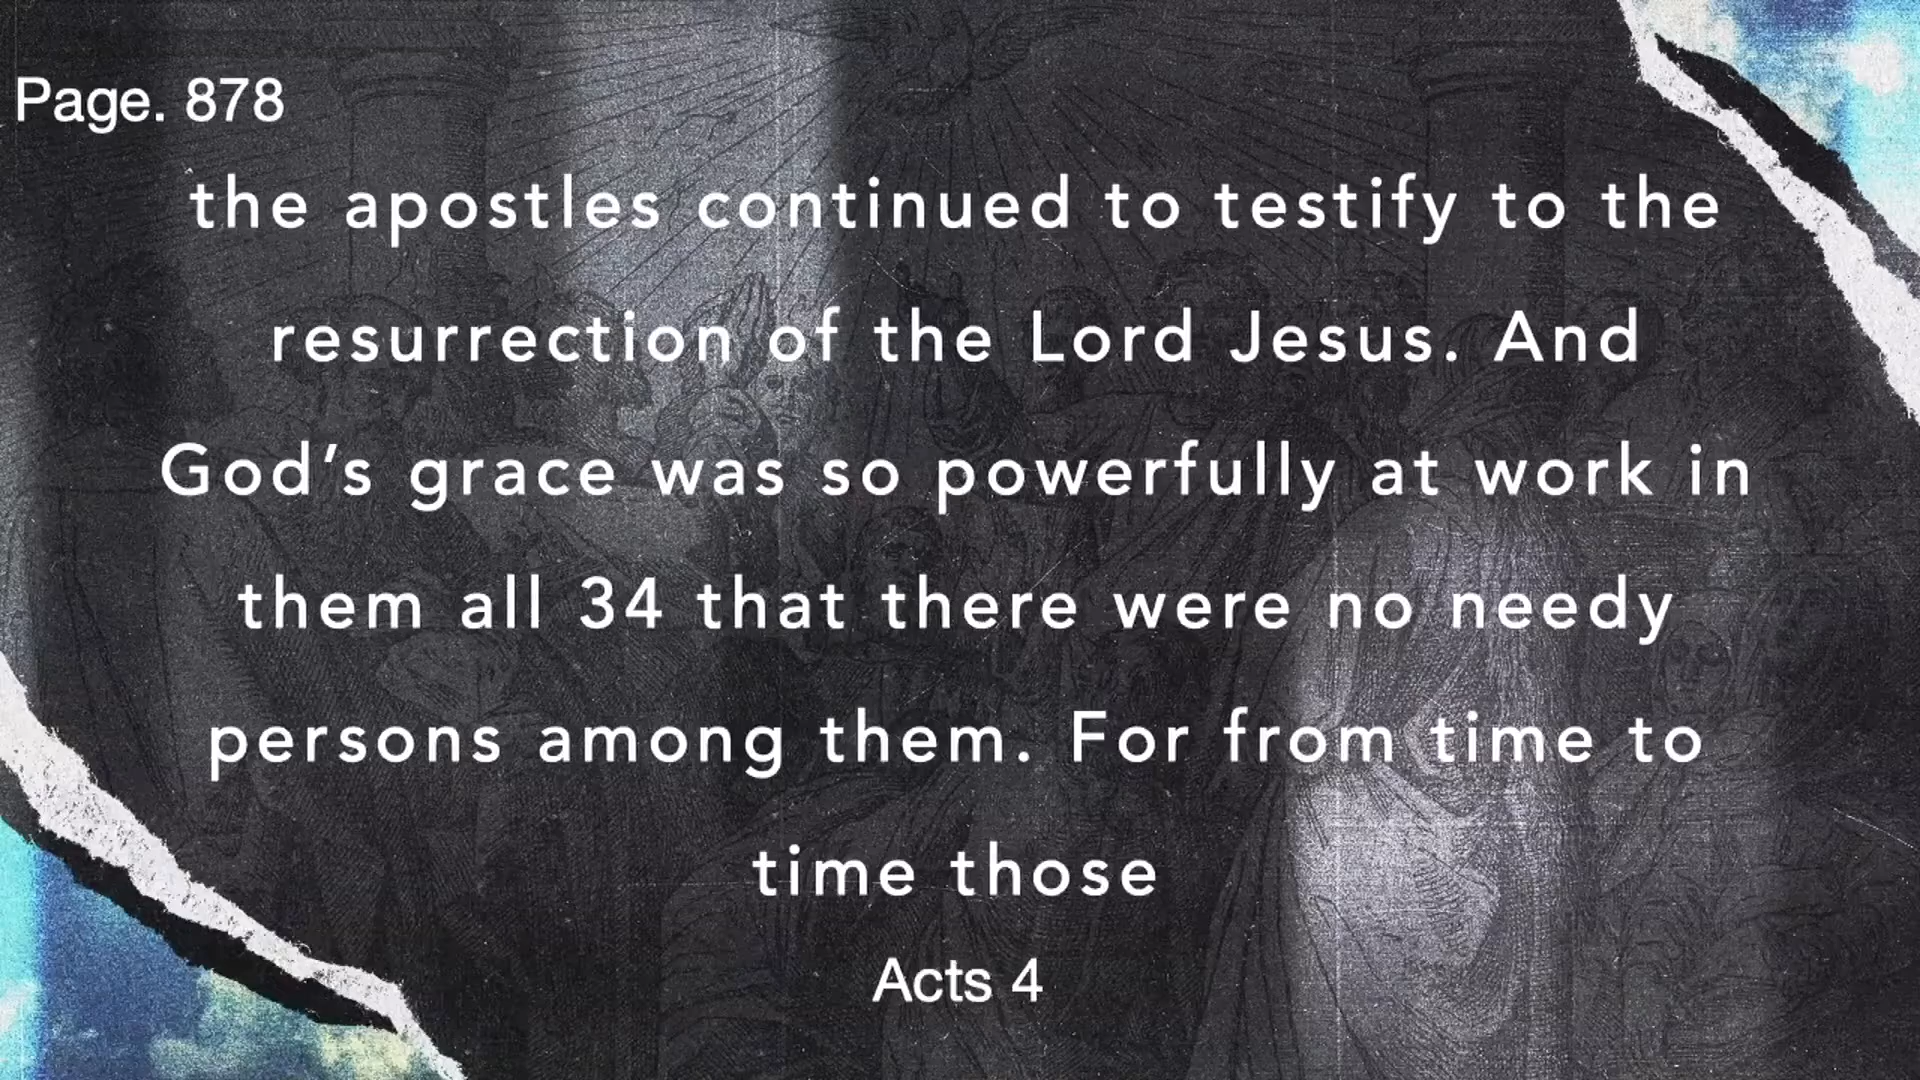 Page. 878
the apostles continued to testify to the
resurrection of the Lord Jesus. And
God’s grace was so powerfully at work in
them all 34 that there were no needy
persons among them. For from time to
time those
Acts 4